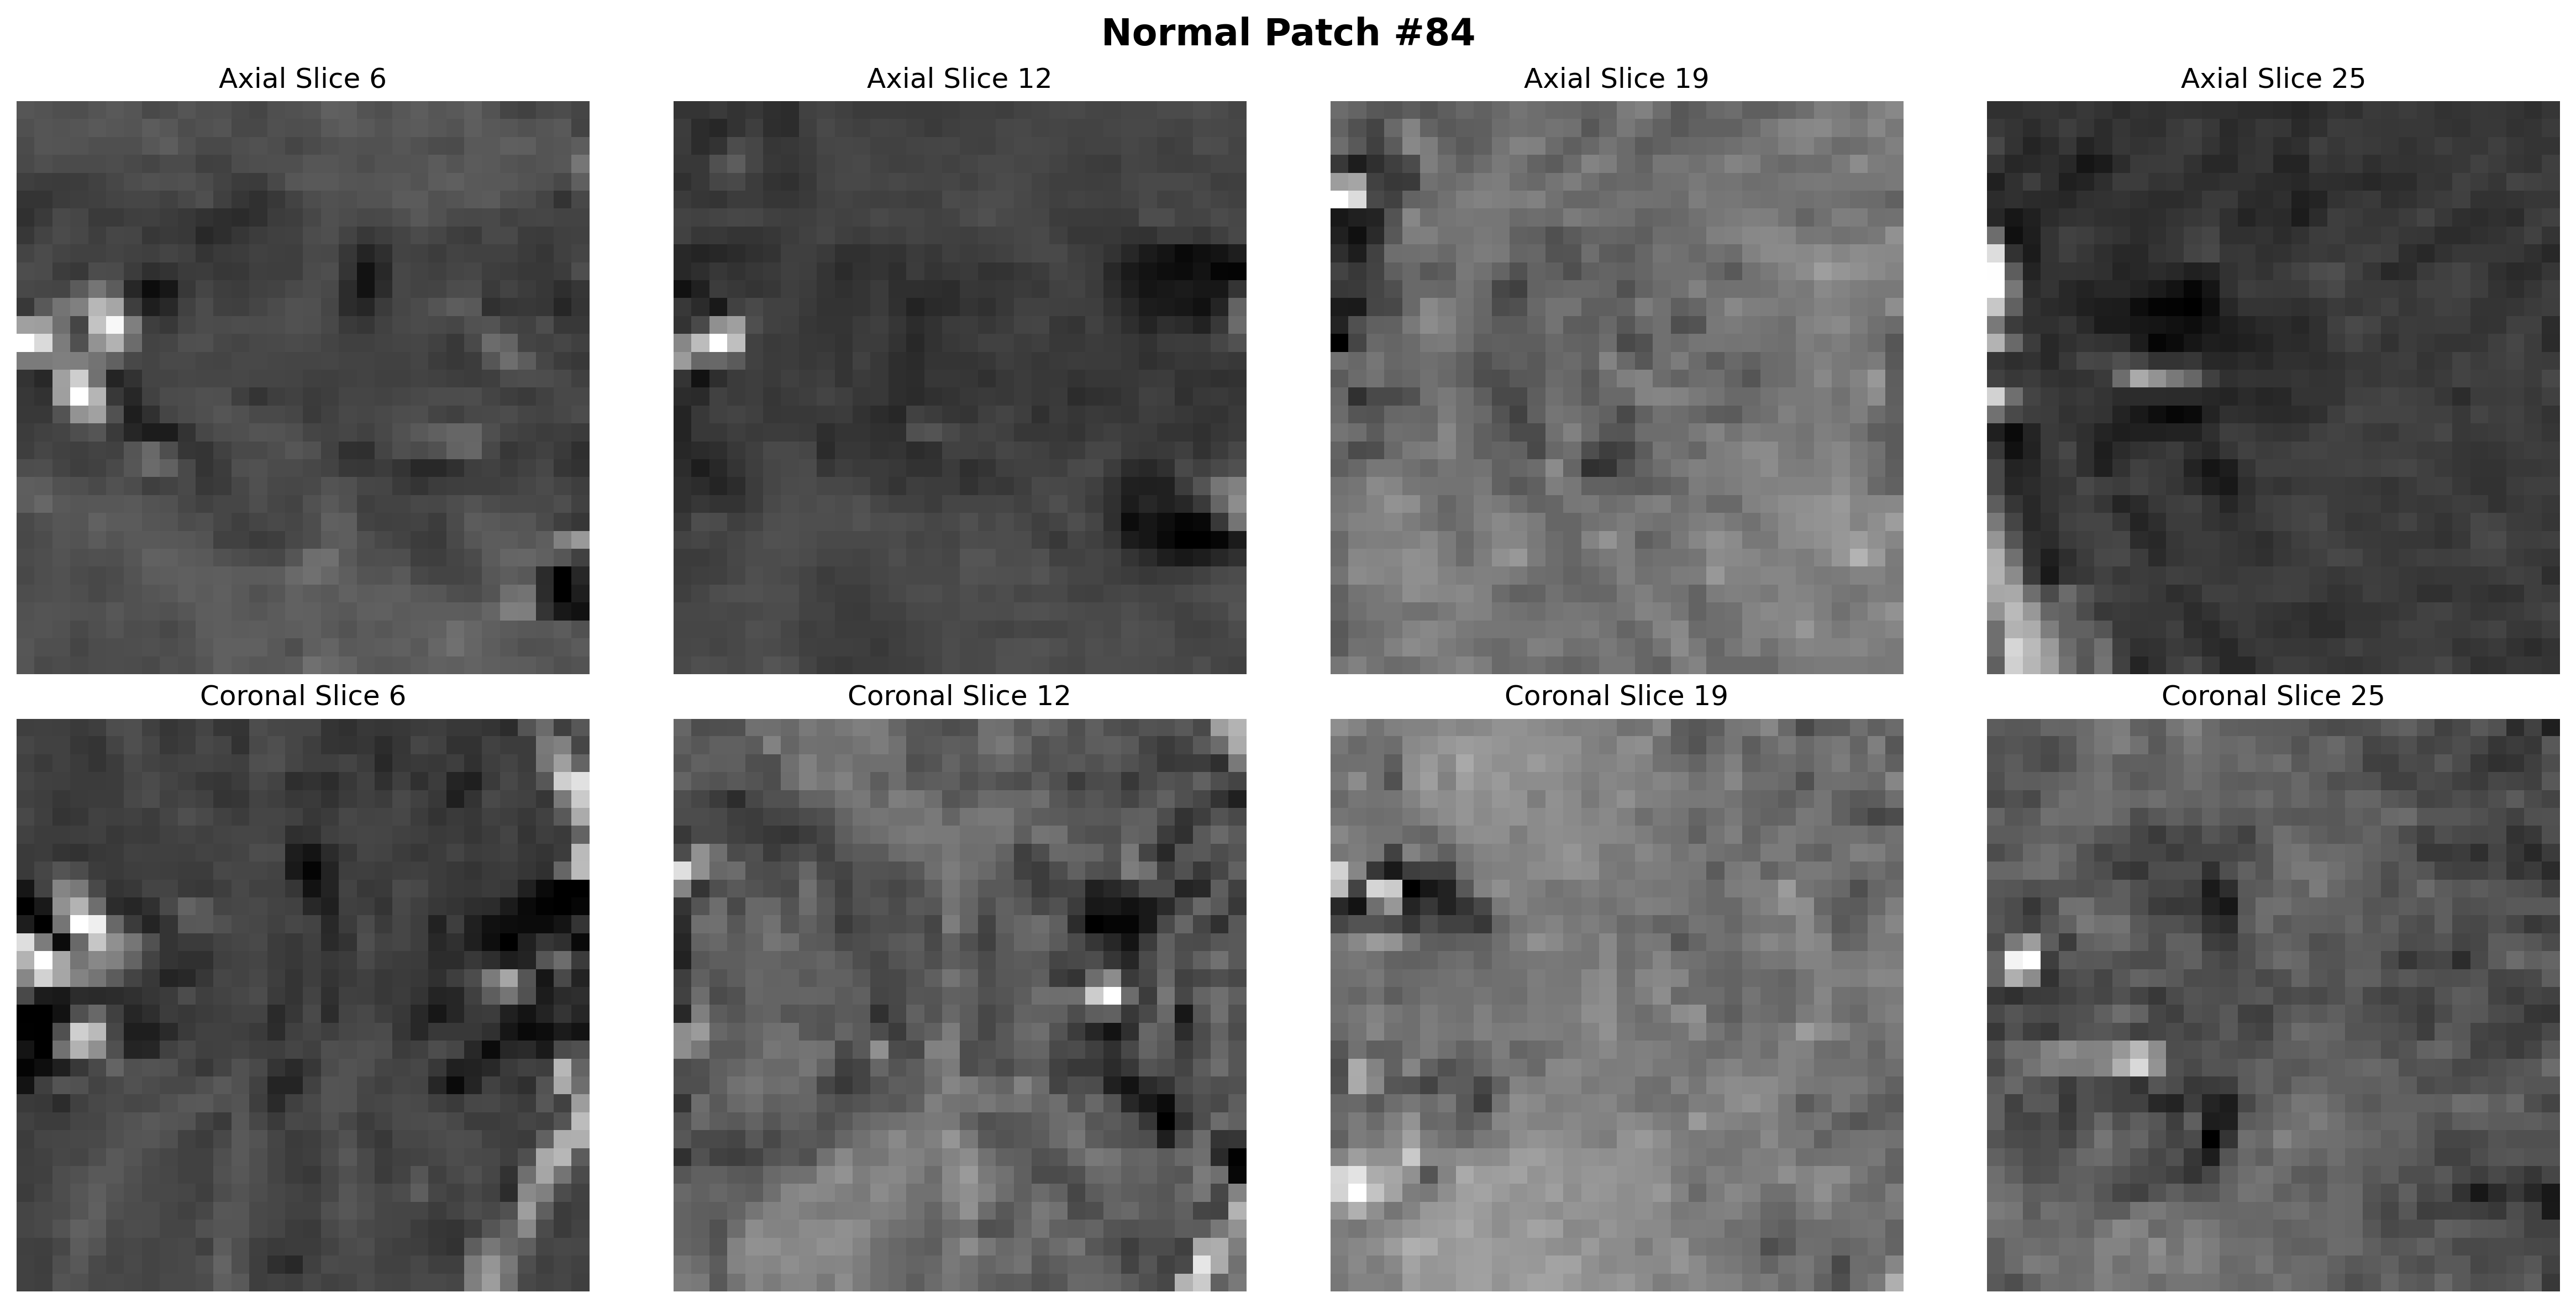 Normal Patch #84
Axial Slice 6
Axial Slice 12
Axial Slice 19
Axial Slice 25
Coronal Slice 6
Coronal Slice 12
Coronal Slice 19
Coronal Slice 25